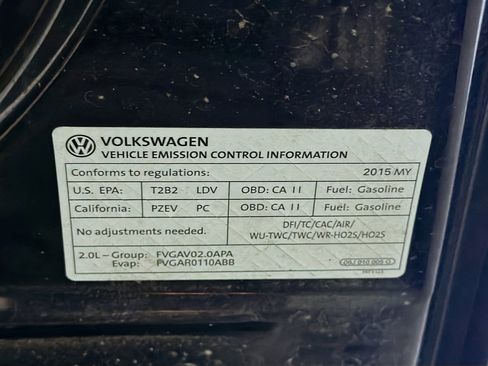 VOLKSWAGEN
VEHICLE EMISSION CONTROL INFORMATION
Conforms to regulations: 2015 MY
U.S. EPA: T2B2 LDV OBD: CA II Fuel: Gasoline
California: PZEV PC OBD: CA II Fuel: Gasoline
No adjustments needed.
DFI/TC/CAC/AIR/
WU-TWC/TWC/WR-HO2S/HO2S
2.0L – Group: FVGAV02.0APA
Evap: FVGAR0110ABB